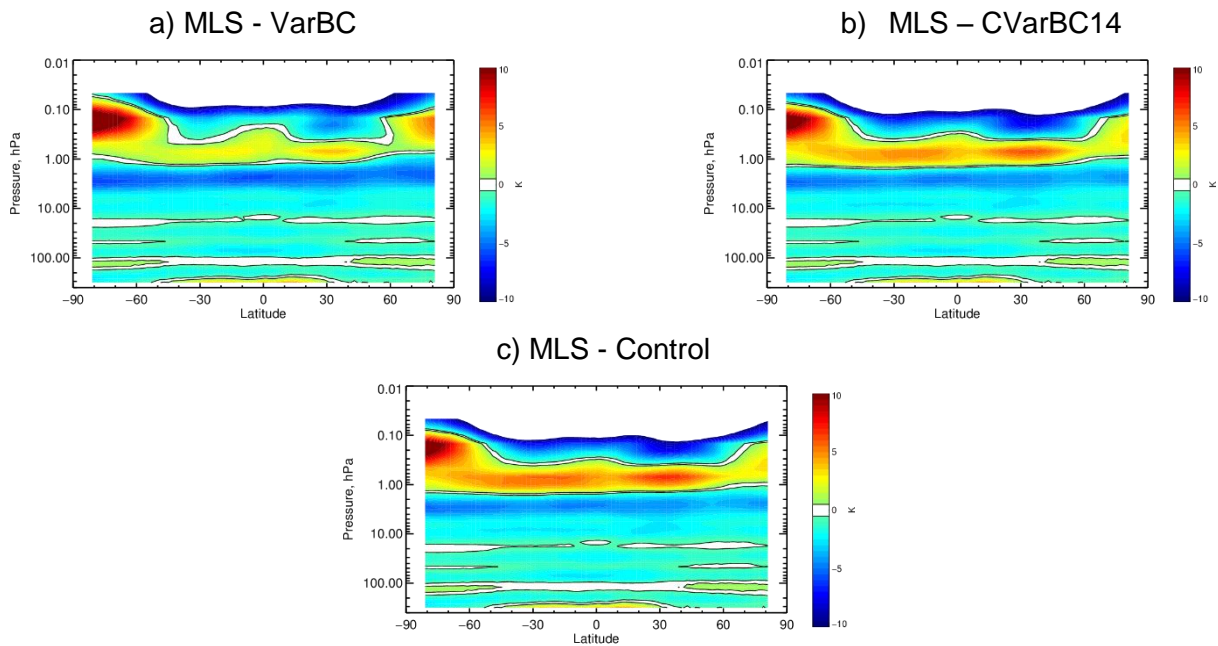 a) MLS - VarBC
b) MLS – CVarBC14
0.01
0.10
1.00
10.00
100.00
Pressure, hPa
−90 −60 −30 0 30 60 90
Latitude
10
5
0
−5
−10
K
0.01
0.10
1.00
10.00
100.00
Pressure, hPa
−90 −60 −30 0 30 60 90
Latitude
10
5
0
−5
−10
K
c) MLS - Control
0.01
0.10
1.00
10.00
100.00
Pressure, hPa
−90 −60 −30 0 30 60 90
Latitude
10
5
0
−5
−10
K